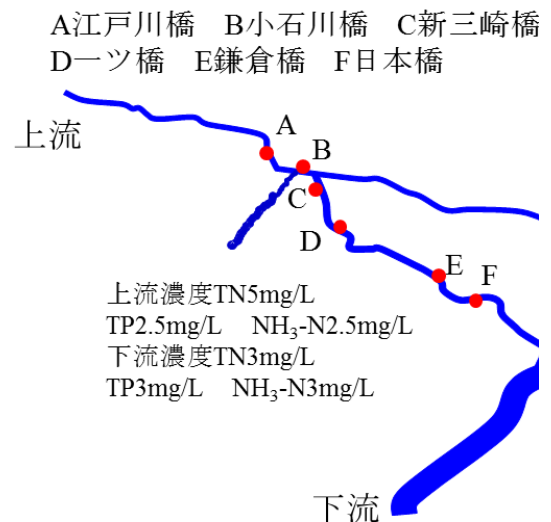 A江戸川橋 B小石川橋 C新三崎橋
D一ツ橋 E鎌倉橋 F日本橋
上流
A
B
C
D
E
F
上流濃度TN5mg/L
TP2.5mg/L NH₃-N2.5mg/L
下流濃度TN3mg/L
TP3mg/L NH₃-N3mg/L
下流